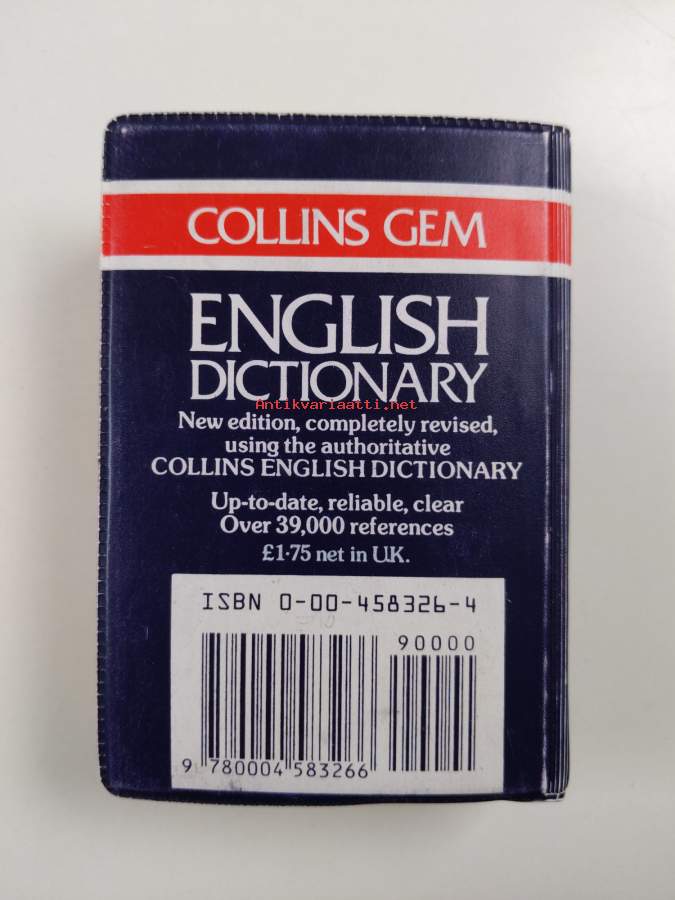 COLLINS GEM
ENGLISH
DICTIONARY
Antikvariaatti.net
New edition, completely revised,
using the authoritative
COLLINS ENGLISH DICTIONARY
Up-to-date, reliable, clear
Over 39,000 references
£1·75 net in U.K.
ISBN 0-00-458326-4
90000
9 780004 583266